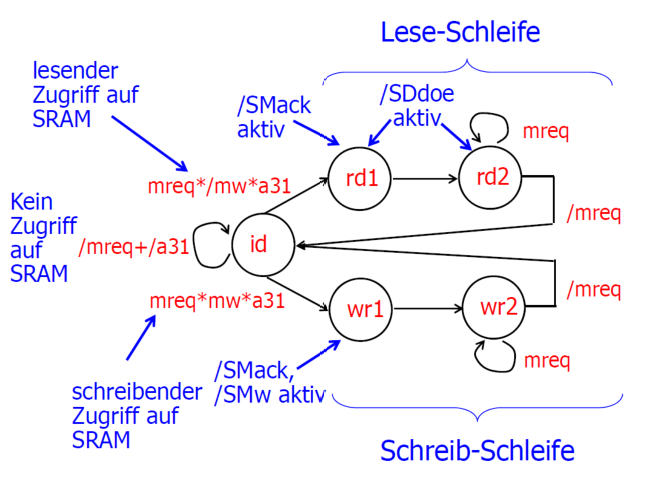 Lese-Schleife
lesender
Zugriff auf
SRAM
/SMack
aktiv
/SDdoe
aktiv
mreq
mreq*/mw*a31
rd1
rd2
Kein
Zugriff
auf
SRAM
/mreq
/mreq+/a31
id
mreq*mw*a31
wr1
wr2
/mreq
/SMack,
/SMw aktiv
mreq
schreibender
Zugriff auf
SRAM
Schreib-Schleife